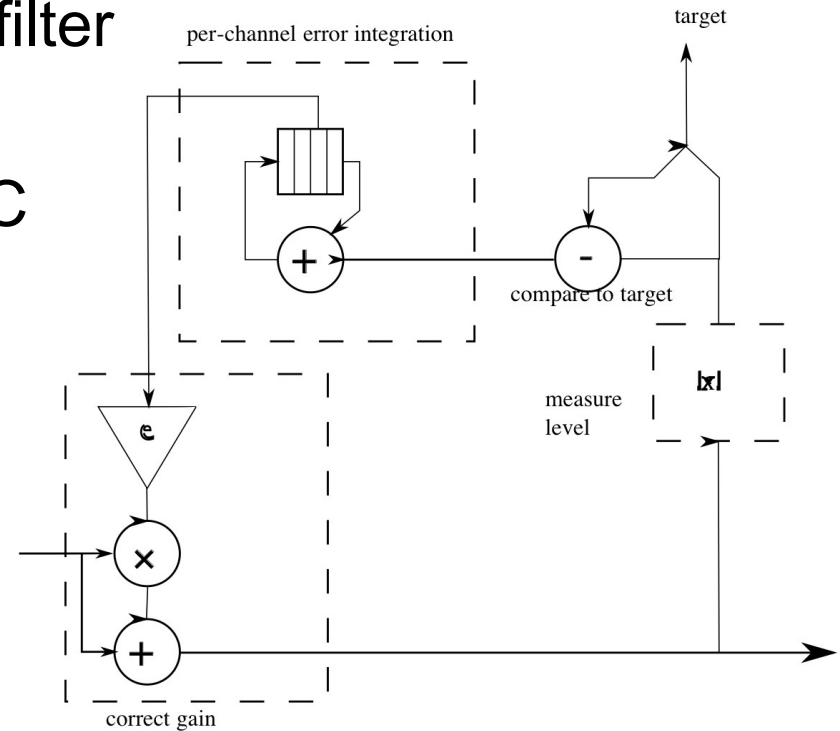 filter
target
per-channel error integration
C
+
-
compare to target
|x|
measure
level
e
×
+
correct gain